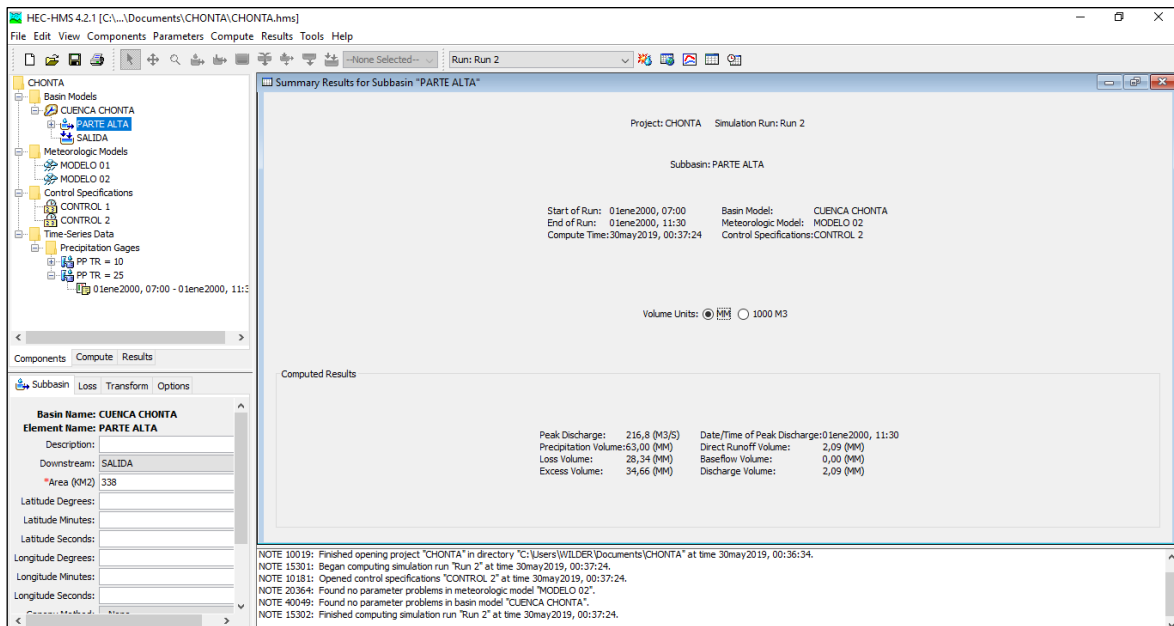 HEC-HMS 4.2.1 [C:\...\Documents\CHONTA\CHONTA.hms]
File Edit View Components Parameters Compute Results Tools Help
--None Selected--
Run: Run 2
CHONTA
Basin Models
CUENCA CHONTA
PARTE ALTA
SALIDA
Meteorologic Models
MODELO 01
MODELO 02
Control Specifications
CONTROL 1
CONTROL 2
Time-Series Data
Precipitation Gages
PP TR = 10
PP TR = 25
01ene2000, 07:00 - 01ene2000, 11:3
Components Compute Results
Subbasin Loss Transform Options
Basin Name: CUENCA CHONTA
Element Name: PARTE ALTA
Description:
Downstream: SALIDA
*Area (KM2) 338
Latitude Degrees:
Latitude Minutes:
Latitude Seconds:
Longitude Degrees:
Longitude Minutes:
Longitude Seconds:
Summary Results for Subbasin "PARTE ALTA"
Project: CHONTA Simulation Run: Run 2
Subbasin: PARTE ALTA
Start of Run: 01ene2000, 07:00 Basin Model: CUENCA CHONTA
End of Run: 01ene2000, 11:30 Meteorologic Model: MODELO 02
Compute Time:30may2019, 00:37:24 Control Specifications:CONTROL 2
Volume Units: MM 1000 M3
Computed Results
Peak Discharge: 216,8 (M3/S) Date/Time of Peak Discharge:01ene2000, 11:30
Precipitation Volume:63,00 (MM) Direct Runoff Volume: 2,09 (MM)
Loss Volume: 28,34 (MM) Baseflow Volume: 0,00 (MM)
Excess Volume: 34,66 (MM) Discharge Volume: 2,09 (MM)
NOTE 10019: Finished opening project "CHONTA" in directory "C:\Users\WILDER\Documents\CHONTA" at time 30may2019, 00:36:34.
NOTE 15301: Began computing simulation run "Run 2" at time 30may2019, 00:37:24.
NOTE 10181: Opened control specifications "CONTROL 2" at time 30may2019, 00:37:24.
NOTE 20364: Found no parameter problems in meteorologic model "MODELO 02".
NOTE 40049: Found no parameter problems in basin model "CUENCA CHONTA".
NOTE 15302: Finished computing simulation run "Run 2" at time 30may2019, 00:37:24.